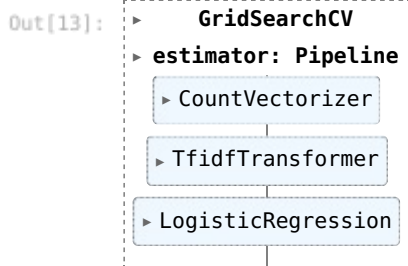 Out[13]:
▸ GridSearchCV
▸ estimator: Pipeline
▸ CountVectorizer
▸ TfidfTransformer
▸ LogisticRegression